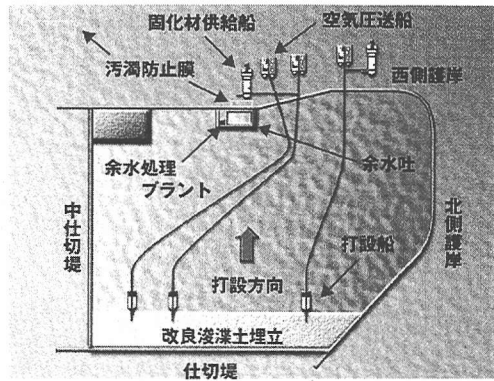 固化材供給船
空気圧送船
汚濁防止膜
西側護岸
余水処理
プラント
余水吐
中仕切堤
北側護岸
打設船
打設方向
改良浚渫土埋立
仕切堤